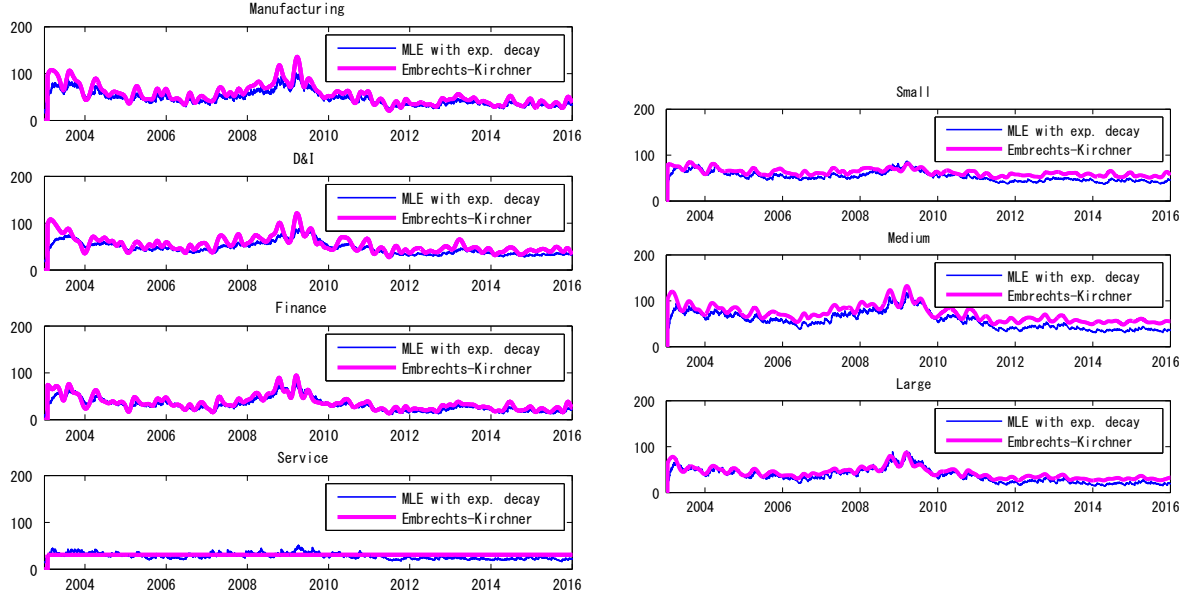 Manufacturing
200
100
0
MLE with exp. decay
Embrechts-Kirchner
2004 2006 2008 2010 2012 2014 2016
D&I
200
100
0
MLE with exp. decay
Embrechts-Kirchner
2004 2006 2008 2010 2012 2014 2016
Finance
200
100
0
MLE with exp. decay
Embrechts-Kirchner
2004 2006 2008 2010 2012 2014 2016
Service
200
100
0
MLE with exp. decay
Embrechts-Kirchner
2004 2006 2008 2010 2012 2014 2016
Small
200
100
0
MLE with exp. decay
Embrechts-Kirchner
2004 2006 2008 2010 2012 2014 2016
Medium
200
100
0
MLE with exp. decay
Embrechts-Kirchner
2004 2006 2008 2010 2012 2014 2016
Large
200
100
0
MLE with exp. decay
Embrechts-Kirchner
2004 2006 2008 2010 2012 2014 2016